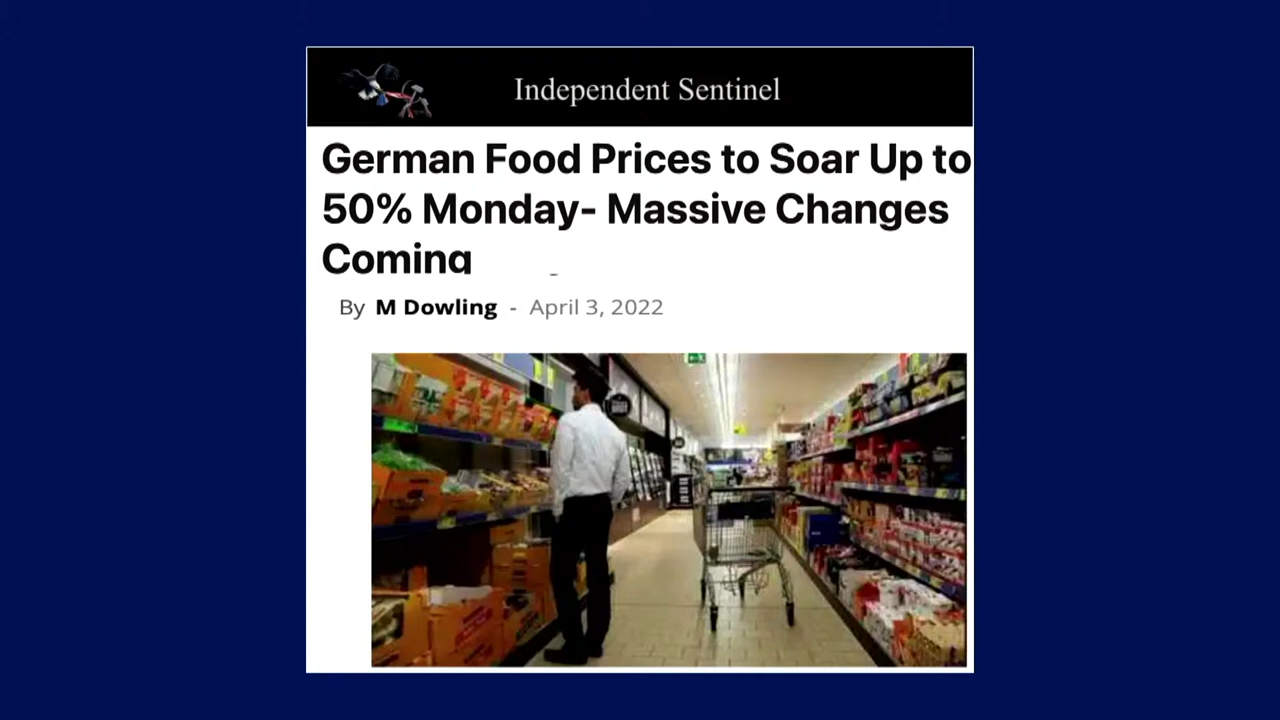 Independent Sentinel
German Food Prices to Soar Up to
50% Monday- Massive Changes
Coming
By M Dowling - April 3, 2022